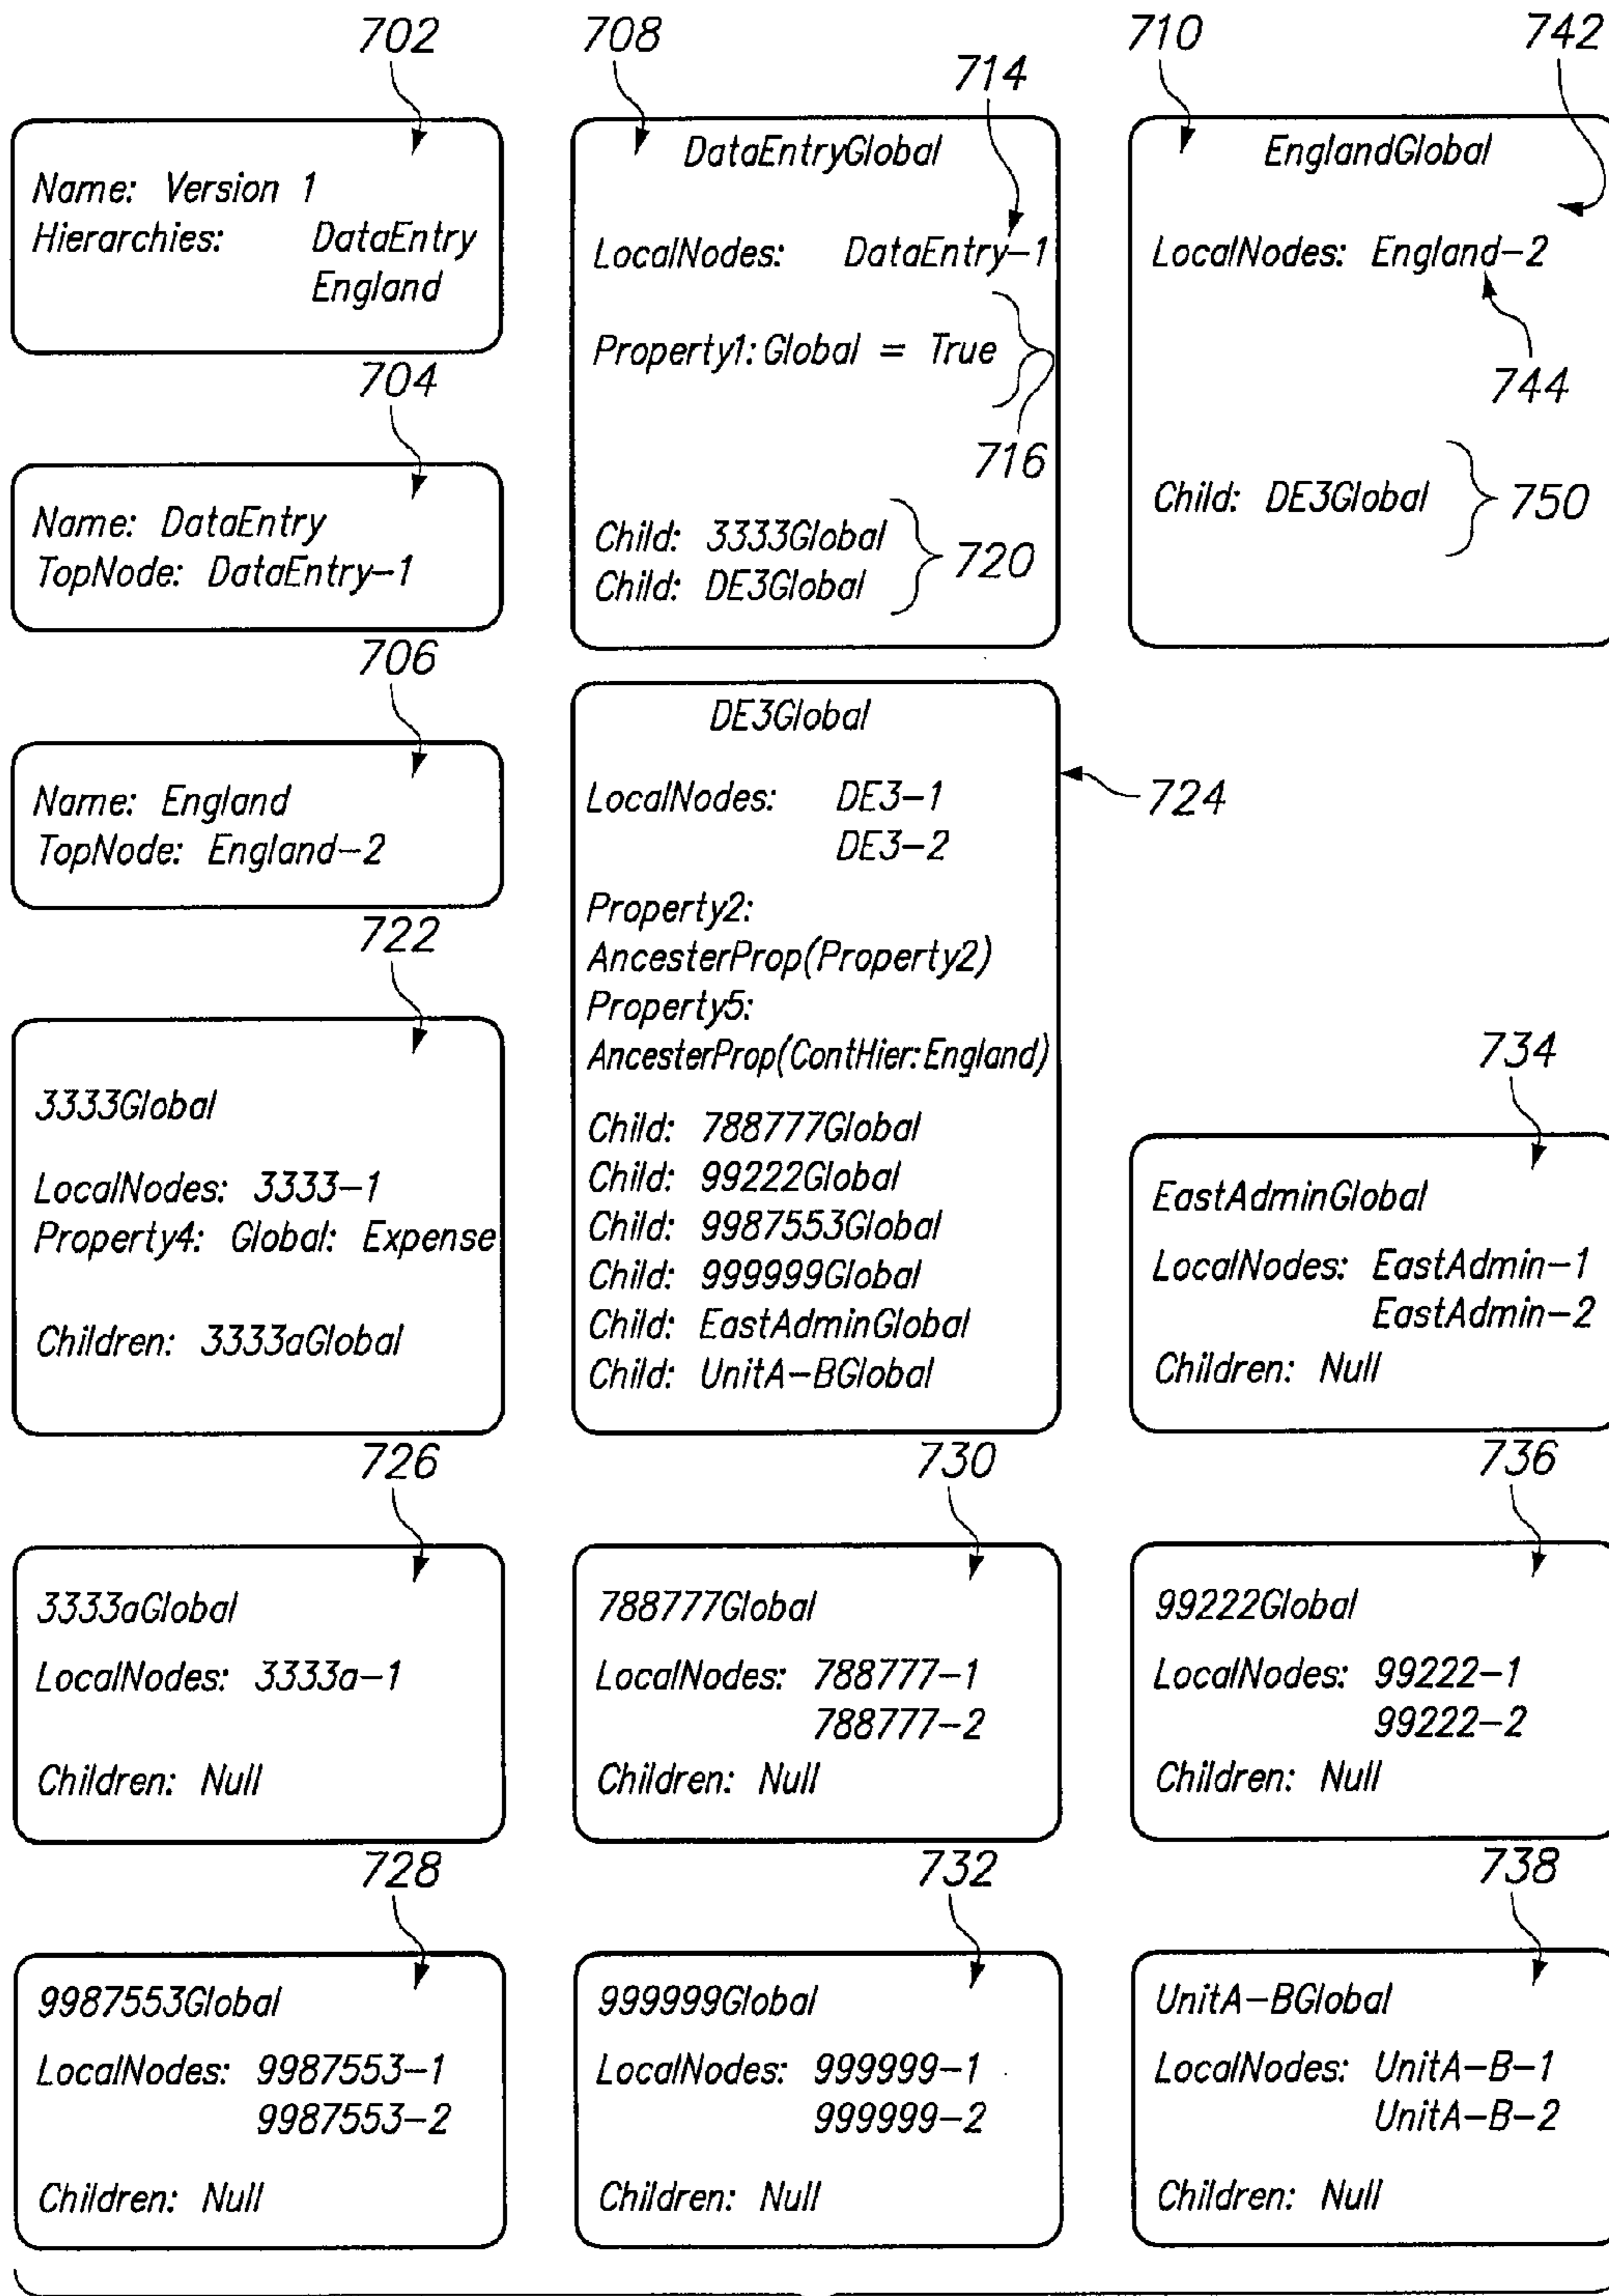 702
Name: Version 1
Hierarchies: DataEntry
England
704
Name: DataEntry
TopNode: DataEntry-1
706
Name: England
TopNode: England-2
722
3333Global
LocalNodes: 3333-1
Property4: Global: Expense
Children: 3333aGlobal
708
714
DataEntryGlobal
LocalNodes: DataEntry-1
Property1: Global = True
716
Child: 3333Global
Child: DE3Global
720
710
742
EnglandGlobal
LocalNodes: England-2
744
Child: DE3Global
750
DE3Global
724
LocalNodes: DE3-1
DE3-2
Property2:
AncesterProp(Property2)
Property5:
AncesterProp(ContHier:England)
Child: 788777Global
Child: 99222Global
Child: 9987553Global
Child: 999999Global
Child: EastAdminGlobal
Child: UnitA-BGlobal
734
EastAdminGlobal
LocalNodes: EastAdmin-1
EastAdmin-2
Children: Null
726
3333aGlobal
LocalNodes: 3333a-1
Children: Null
730
788777Global
LocalNodes: 788777-1
788777-2
Children: Null
736
99222Global
LocalNodes: 99222-1
99222-2
Children: Null
728
9987553Global
LocalNodes: 9987553-1
9987553-2
Children: Null
732
999999Global
LocalNodes: 999999-1
999999-2
Children: Null
738
UnitA-BGlobal
LocalNodes: UnitA-B-1
UnitA-B-2
Children: Null